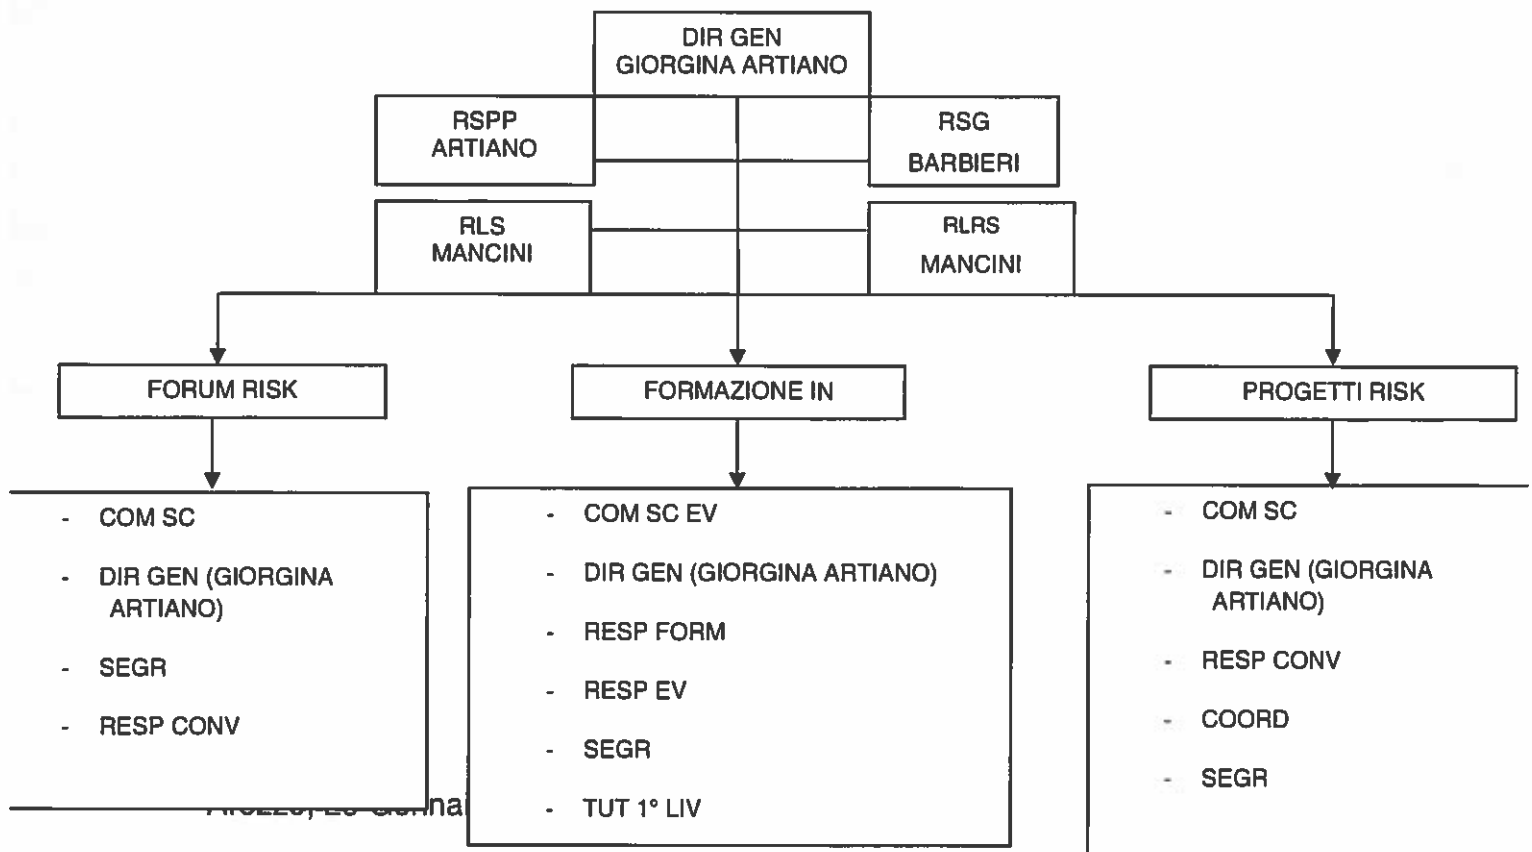 DIR GEN
GIORGINA ARTIANO
RSPP
ARTIANO
RSG
BARBIERI
RLS
MANCINI
RLRS
MANCINI
FORUM RISK
FORMAZIONE IN
PROGETTI RISK
- COM SC
- DIR GEN (GIORGINA
ARTIANO)
- SEGR
- RESP CONV
- COM SC EV
- DIR GEN (GIORGINA ARTIANO)
- RESP FORM
- RESP EV
- SEGR
- TUT 1° LIV
- COM SC
- DIR GEN (GIORGINA
ARTIANO)
- RESP CONV
- COORD
- SEGR